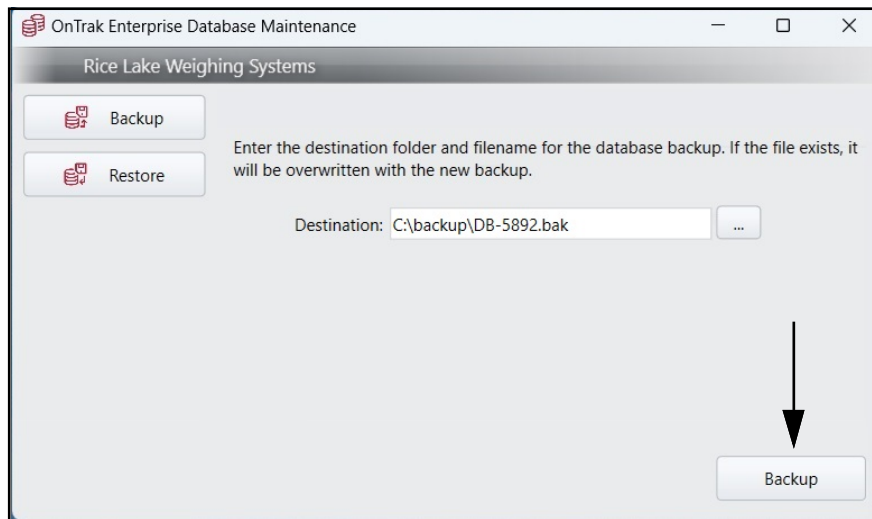 OnTrak Enterprise Database Maintenance
Rice Lake Weighing Systems
Backup
Restore
Enter the destination folder and filename for the database backup. If the file exists, it
will be overwritten with the new backup.
Destination: C:\backup\DB-5892.bak ...
Backup